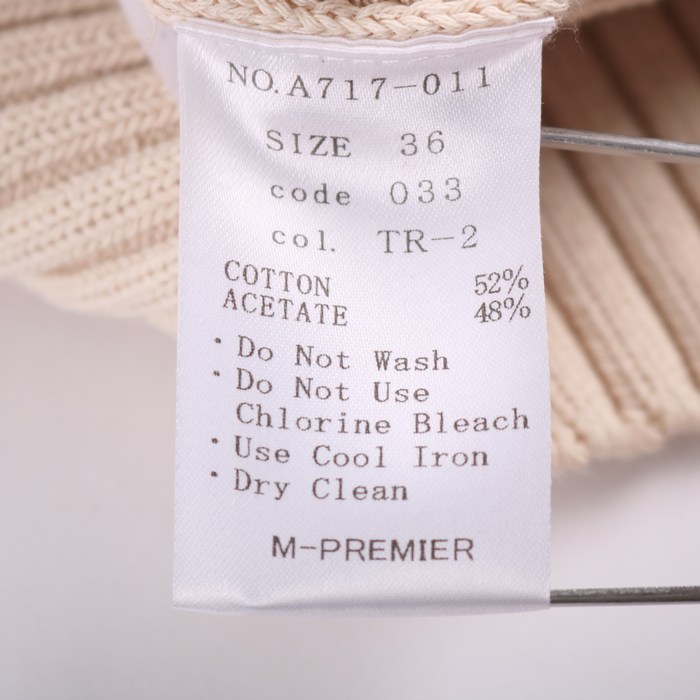 NO.A717-011
SIZE 36
code 033
col. TR-2
COTTON 52%
ACETATE 48%
・Do Not Wash
・Do Not Use
Chlorine Bleach
・Use Cool Iron
・Dry Clean
M-PREMIER